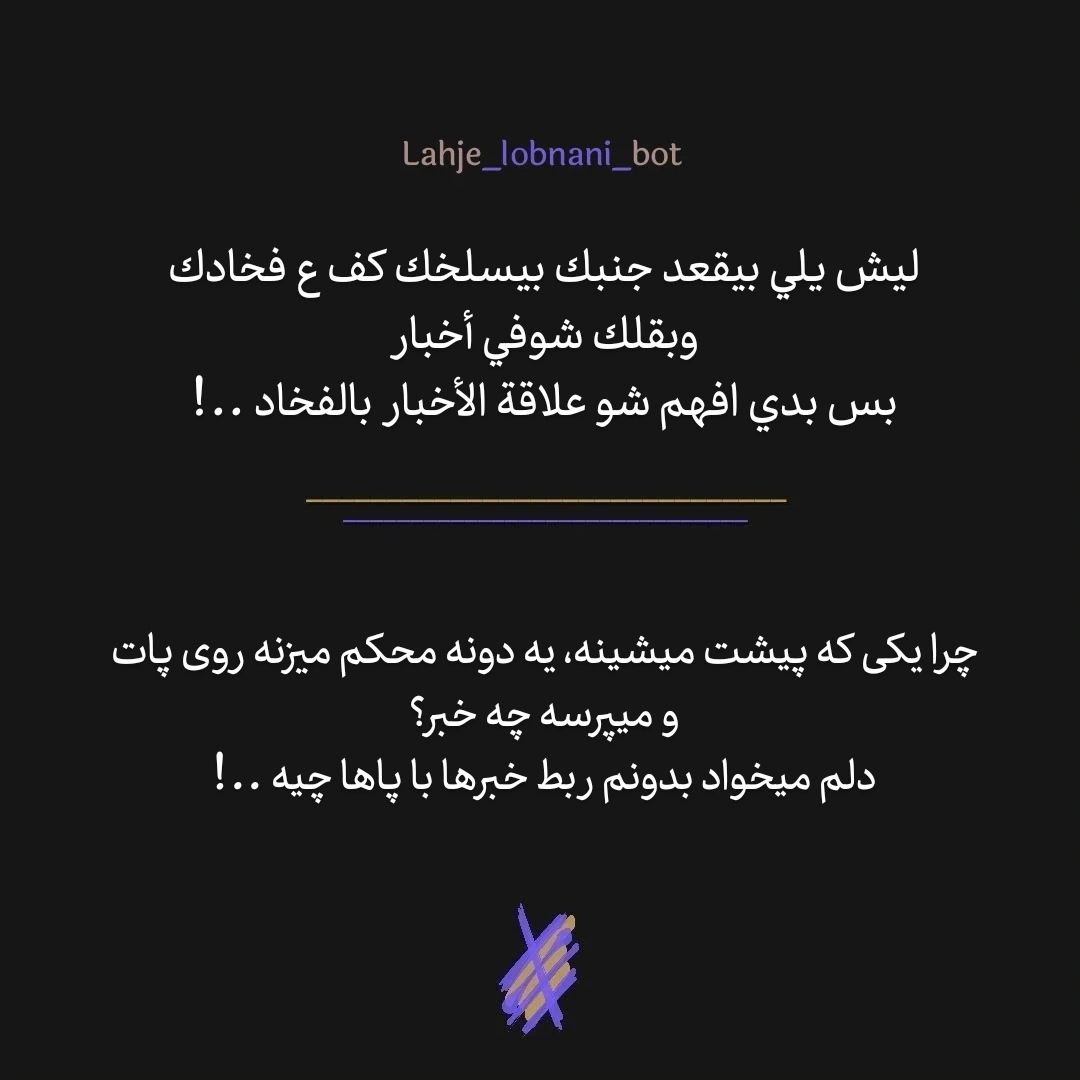 Lahje_lobnani_bot
ليش يلي بيقعد جنبك بيسلخك كف ع فخادك
وبقلك شوفي أخبار
بس بدي افهم شو علاقة الأخبار بالفخاد ..!
چرا یکی که پیشت میشینه، یه دونه محکم میزنه روی پات
و میپرسه چه خبر؟
دلم میخواد بدونم ربط خبرها با پاها چیه ..!